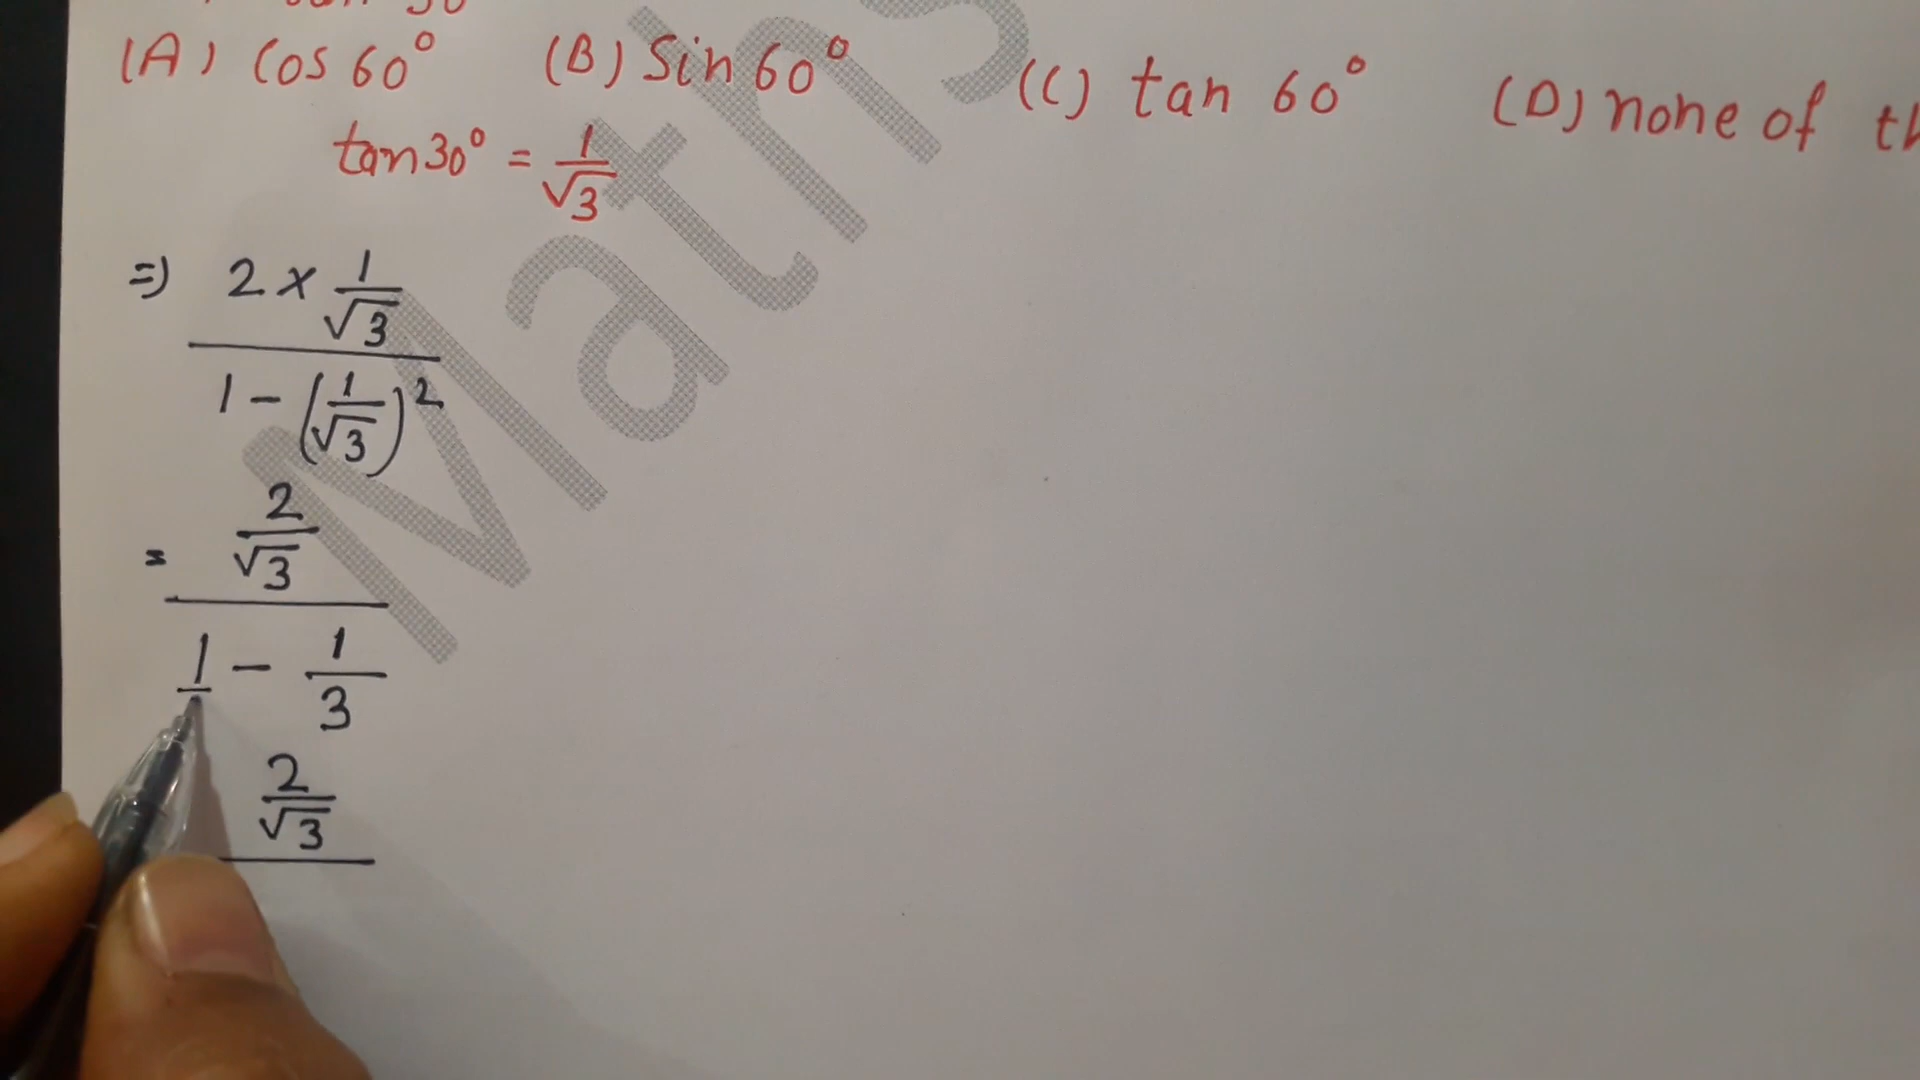 (A) Cos 60° (B) Sin 60° (C) tan 60° (D) none of
tan 30° = 1/√3
=) 2 × 1/√3
1 - (1/√3)²
= 2/√3
1 - 1/3
2/√3
Maths